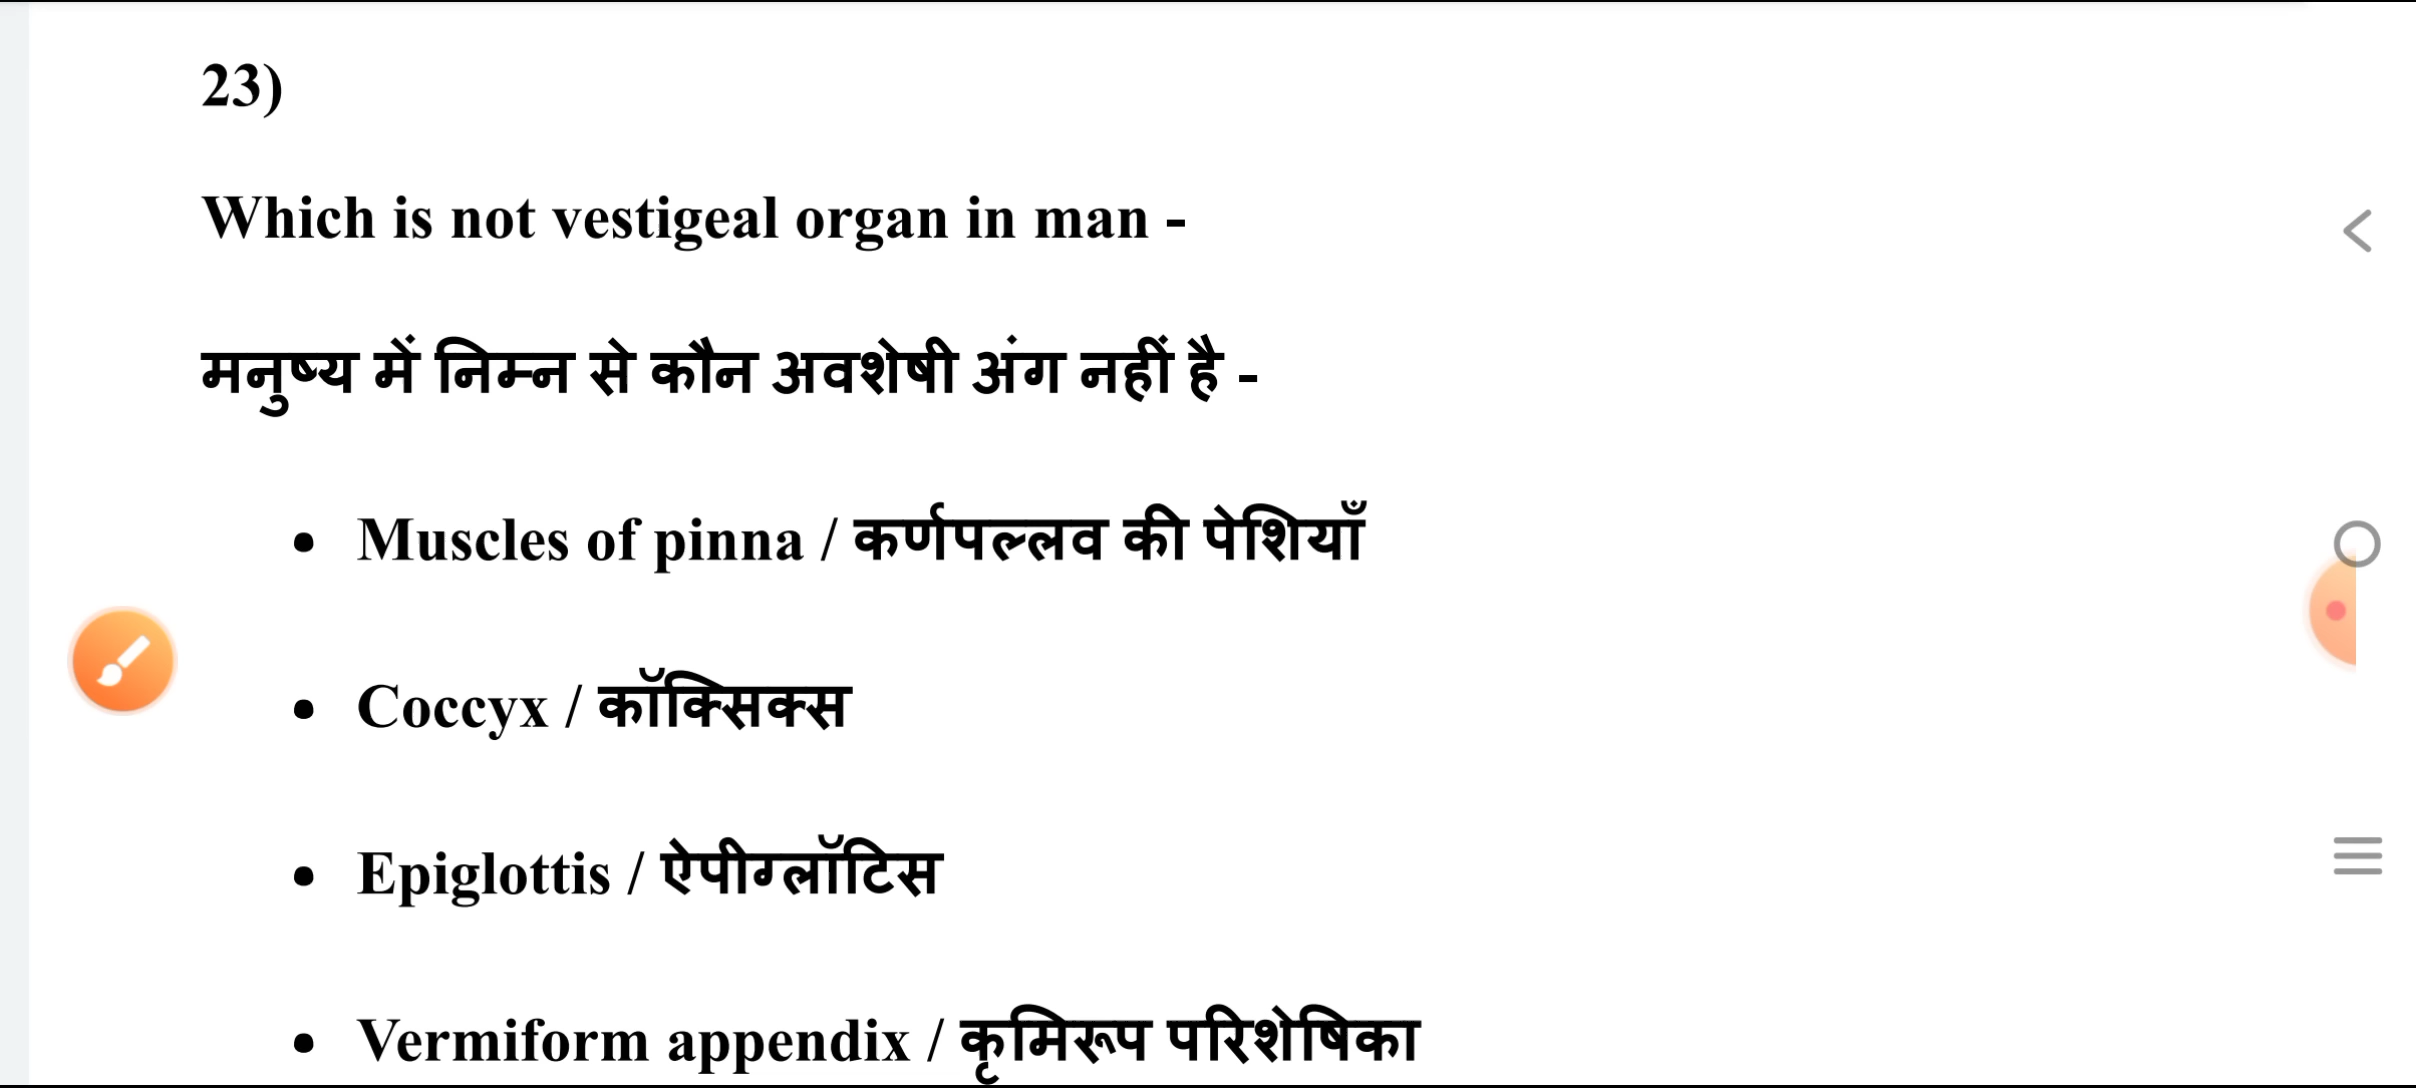 23)
Which is not vestigeal organ in man -
मनुष्य में निम्न से कौन अवशेषी अंग नहीं है -
• Muscles of pinna / कर्णपल्लव की पेशियाँ
• Coccyx / कॉक्सिक्स
• Epiglottis / ऐपीग्लॉटिस
• Vermiform appendix / कृमिरूप परिशेषिका